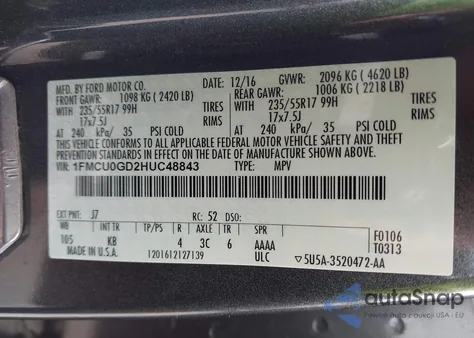 MFD. BY FORD MOTOR CO.
DATE: 12/16 GVWR: 2096 KG ( 4620 LB)
FRONT GAWR: 1098 KG ( 2420 LB) REAR GAWR: 1006 KG ( 2218 LB)
WITH 235/55R17 99H TIRES WITH 235/55R17 99H TIRES
17x7.5J RIMS 17x7.5J RIMS
AT 240 kPa/ 35 PSI COLD AT 240 kPa/ 35 PSI COLD
THIS VEHICLE CONFORMS TO ALL APPLICABLE FEDERAL MOTOR VEHICLE SAFETY, BUMPER, AND THEFT PREVENTION STANDARDS IN EFFECT ON THE DATE OF MANUFACTURE SHOWN ABOVE.
VIN: 1FMCU0GD2HUC48843 TYPE: MPV
EXT PNT: J7 RC: 52 DSO: F0106
WB INT TR TP/PS R AXLE TR SPR T0313
105 KB 4 3C 6 AAAA
MADE IN U.S.A. 1201612127139 ULC 5U5A-3520472-AA
autoSnap